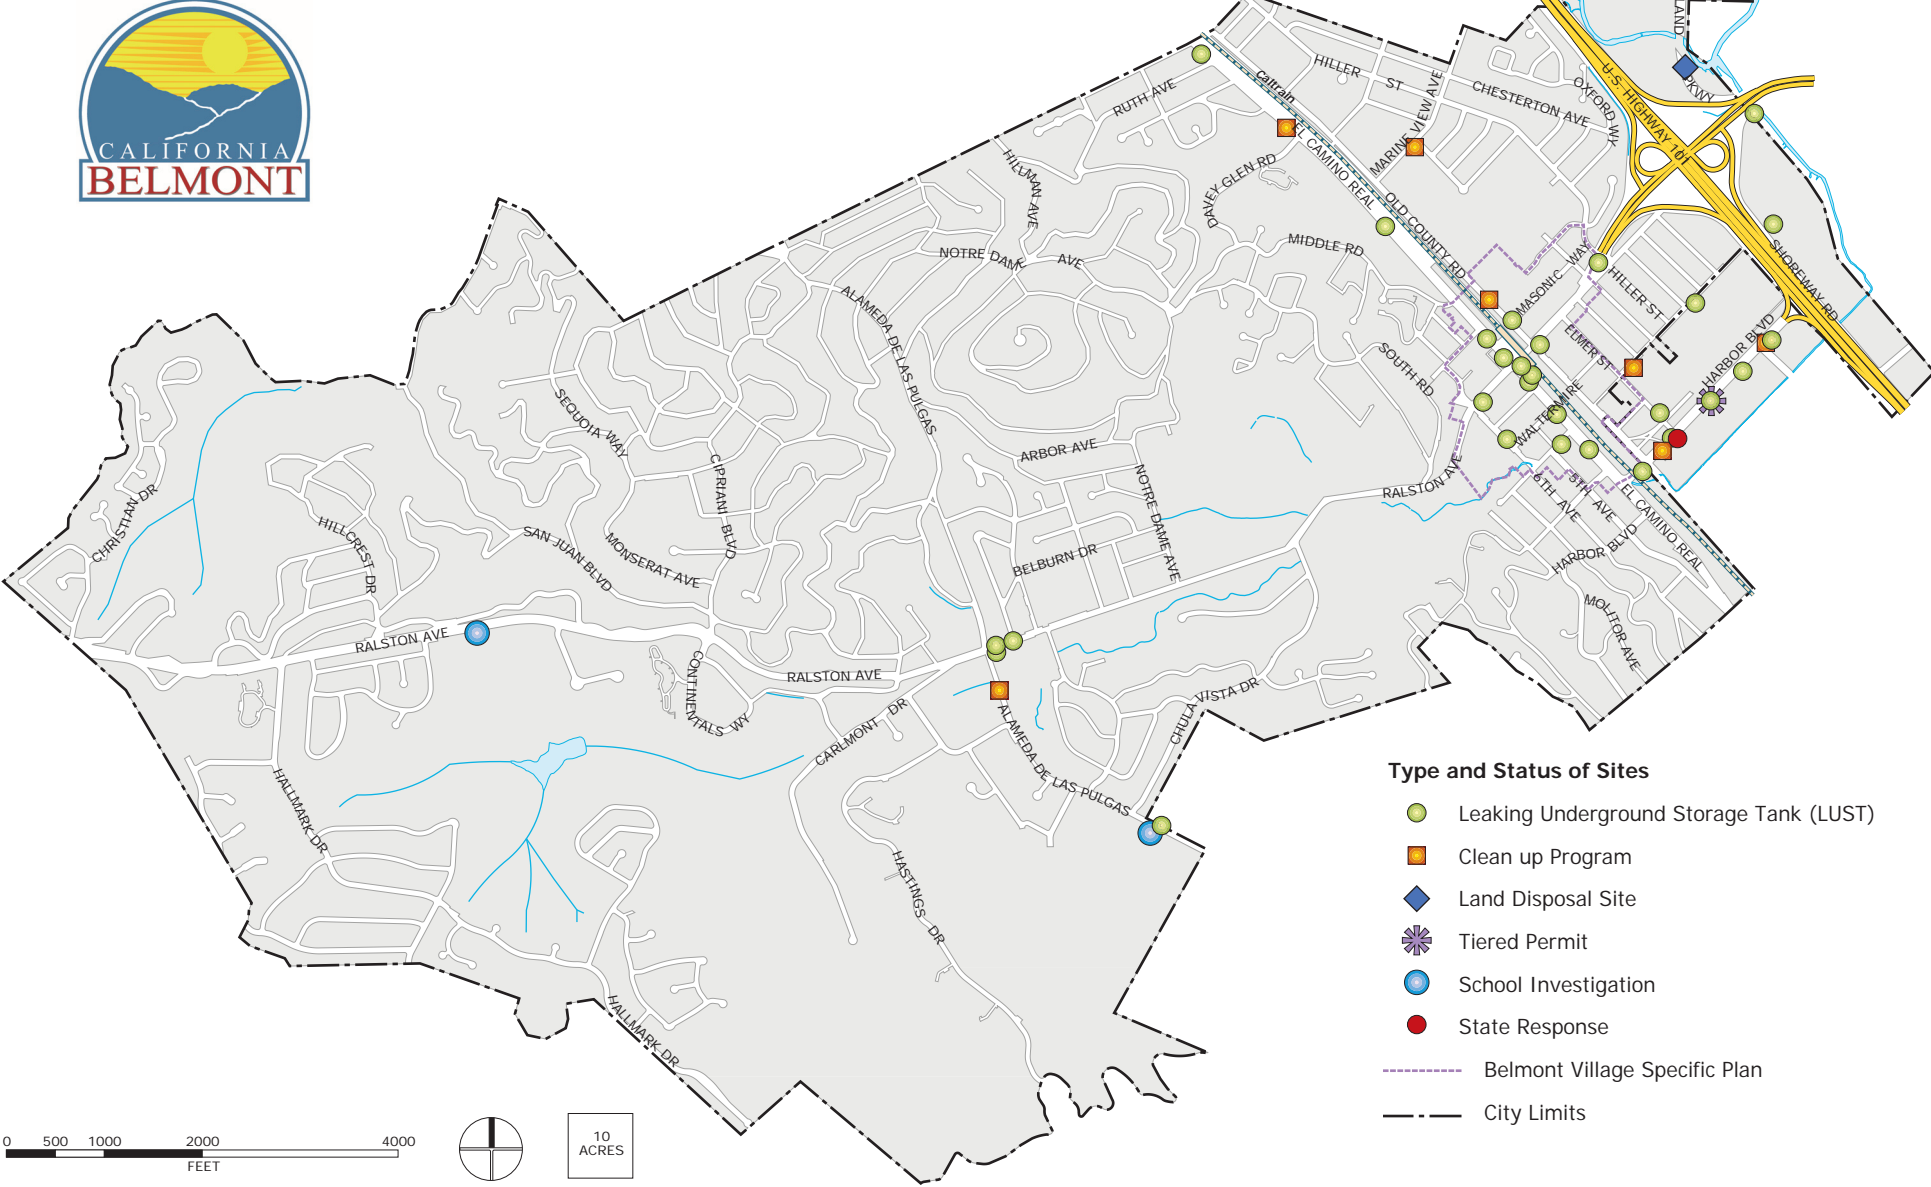 CALIFORNIA
BELMONT
LAND
PKWY
U.S. HIGHWAY 101
Caltrain
HILLER ST
CHESTERTON AVE
OXFORD WY
MARINE VIEW AVE
RUTH AVE
EL CAMINO REAL
OLD COUNTY RD
HILLMAN AVE
DAVEY GLEN RD
MIDDLE RD
NOTRE DAME AVE
MASONIC WAY
HILLER ST
SHOREWAY RD
ALAMEDA DE LAS PULGAS
ELMER ST
HARBOR BLVD
SOUTH RD
SEQUOIA WAY
WALTERMIRE
CIPRIANI BLVD
ARBOR AVE
NOTRE DAME AVE
RALSTON AVE
6TH AVE
5TH AVE
EL CAMINO REAL
CHRISTIAN DR
HILLCREST DR
SAN JUAN BLVD
MONSERAT AVE
BELBURN DR
HARBOR BLVD
MOLITOR AVE
RALSTON AVE
CONTINENTALS WY
RALSTON AVE
CARLMONT DR
CHULA VISTA DR
ALAMEDA DE LAS PULGAS
HALLMARK DR
HASTINGS DR
HALLMARK DR
Type and Status of Sites
Leaking Underground Storage Tank (LUST)
Clean up Program
Land Disposal Site
Tiered Permit
School Investigation
State Response
Belmont Village Specific Plan
City Limits
0 500 1000 2000 4000
FEET
10
ACRES